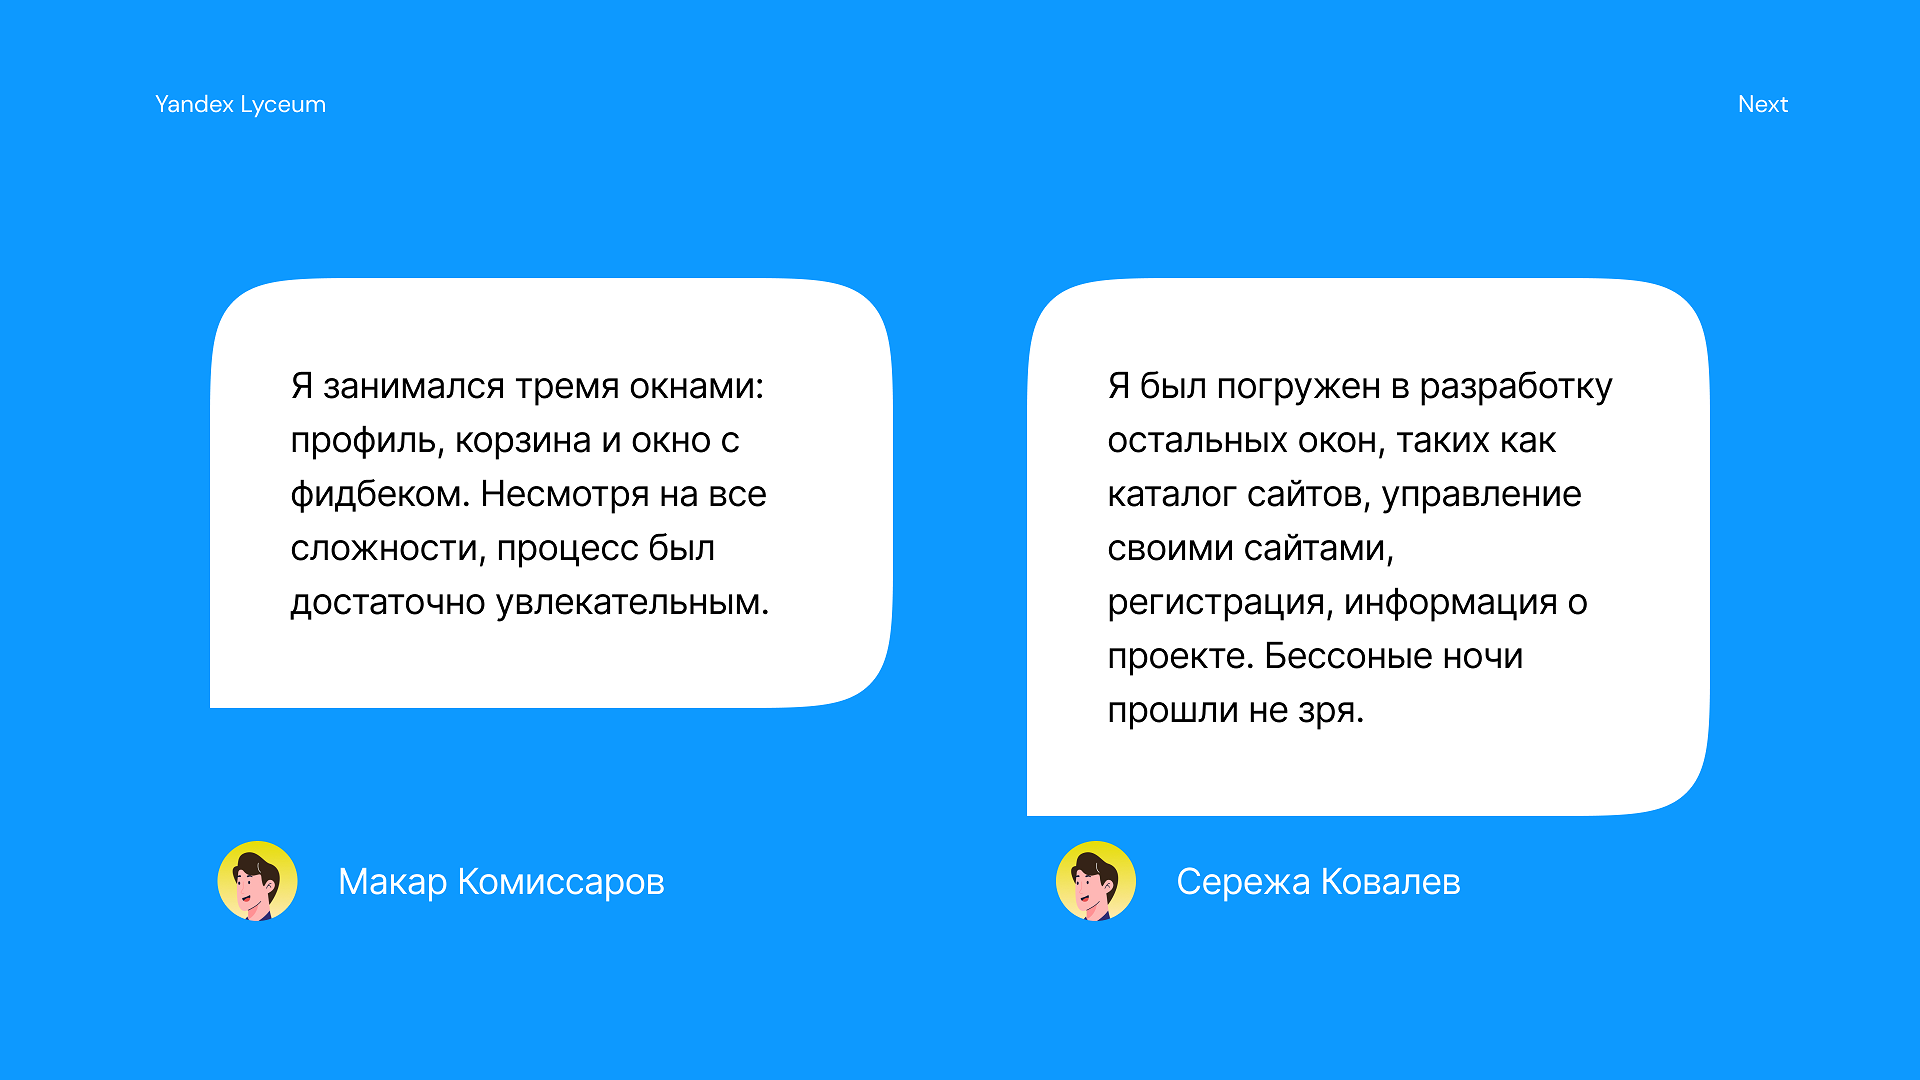 Yandex Lyceum
Next
Я занимался тремя окнами:
профиль, корзина и окно с
фидбеком. Несмотря на все
сложности, процесс был
достаточно увлекательным.
Макар Комиссаров
Я был погружен в разработку
остальных окон, таких как
каталог сайтов, управление
своими сайтами,
регистрация, информация о
проекте. Бессоные ночи
прошли не зря.
Сережа Ковалев